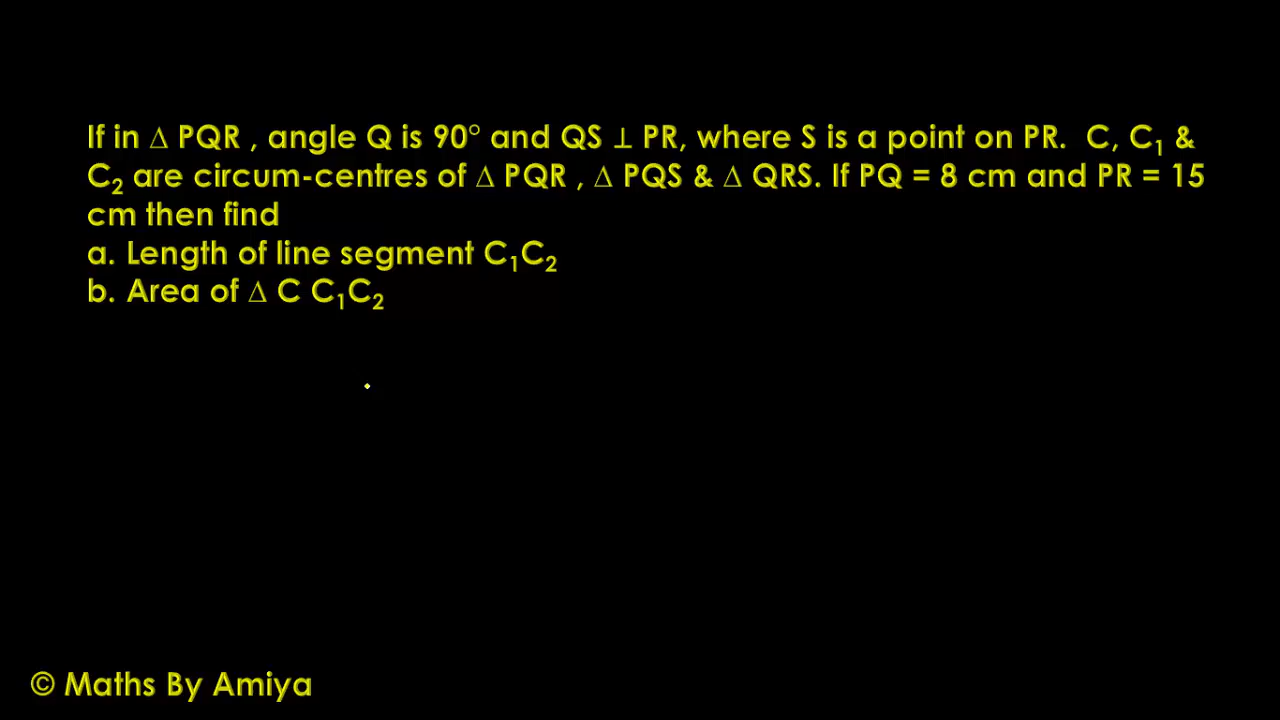 If in ∆ PQR , angle Q is 90° and QS ⊥ PR, where S is a point on PR. C, C₁ &
C₂ are circum-centres of ∆ PQR , ∆ PQS & ∆ QRS. If PQ = 8 cm and PR = 15
cm then find
a. Length of line segment C₁C₂
b. Area of ∆ C C₁C₂
© Maths By Amiya